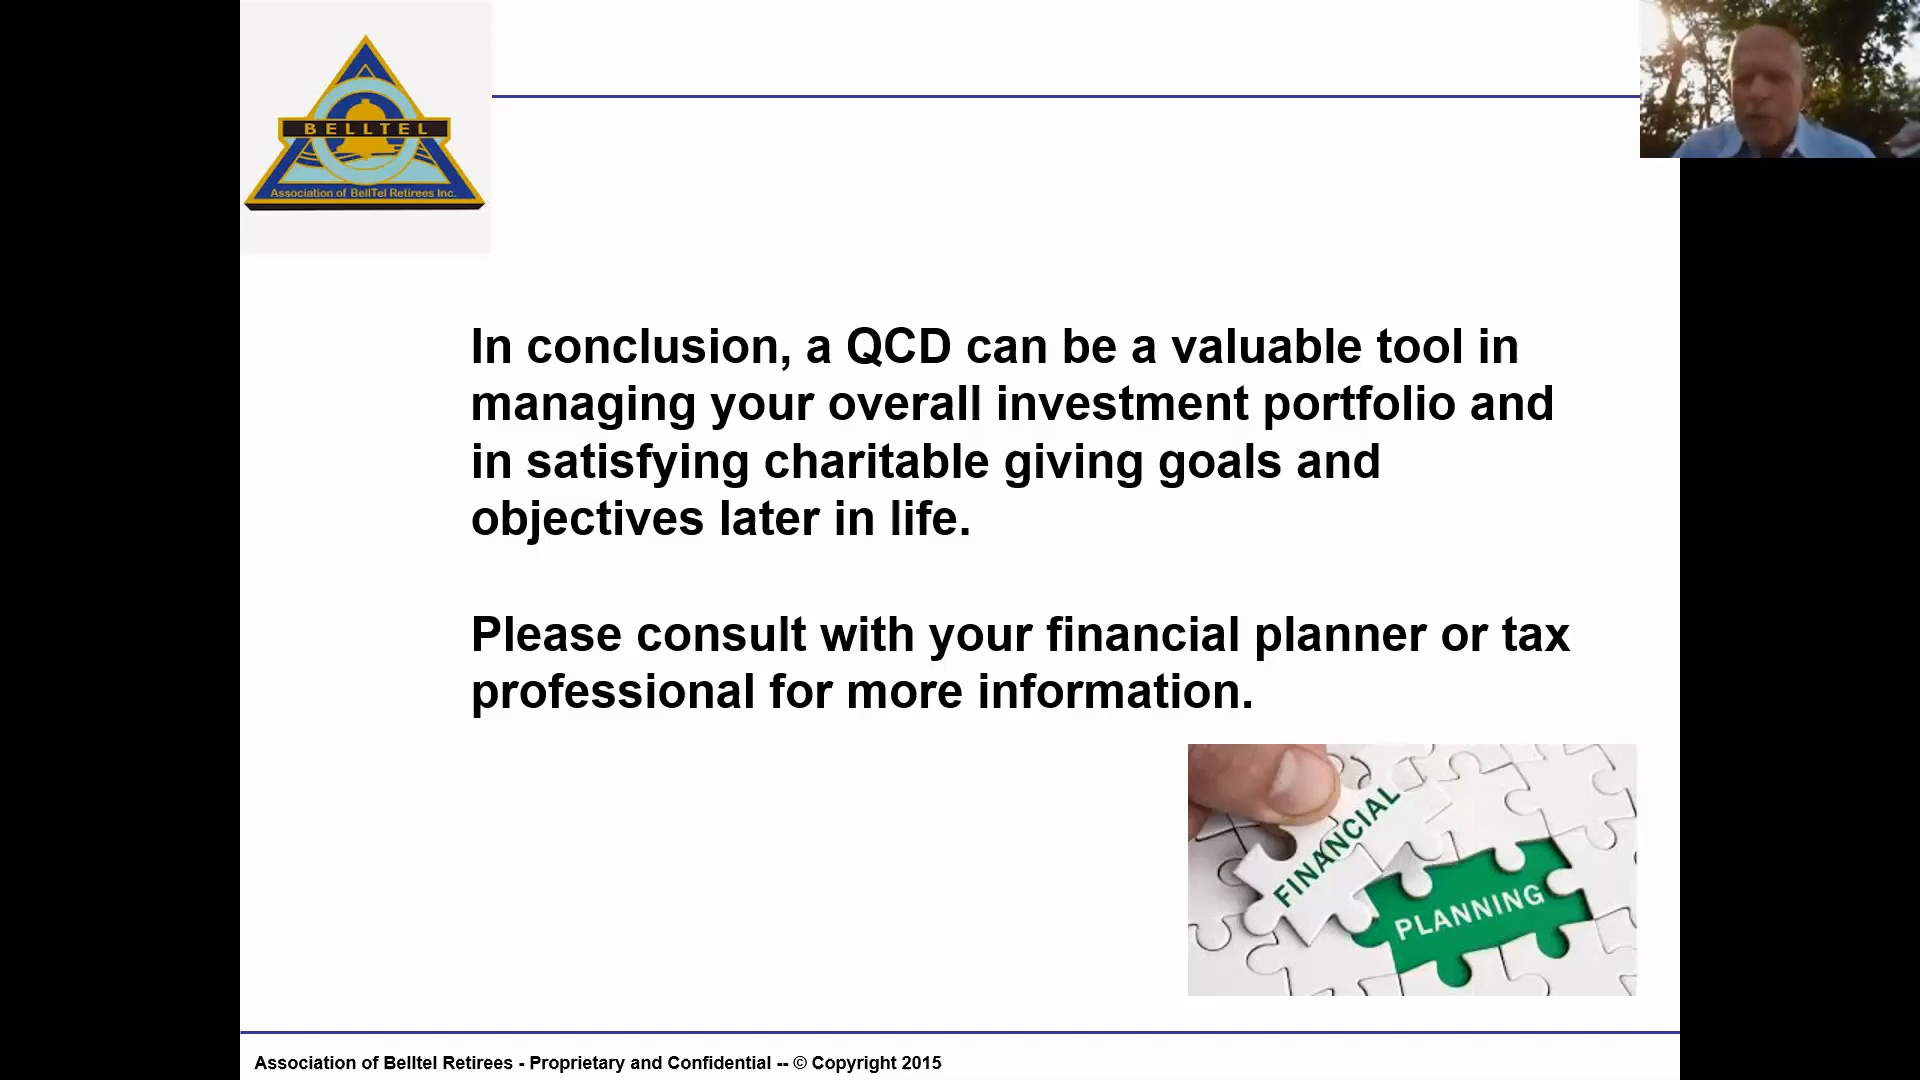 BELLTEL
Association of BellTel Retirees Inc.
In conclusion, a QCD can be a valuable tool in
managing your overall investment portfolio and
in satisfying charitable giving goals and
objectives later in life.
Please consult with your financial planner or tax
professional for more information.
FINANCIAL
PLANNING
Association of Belltel Retirees - Proprietary and Confidential -- © Copyright 2015